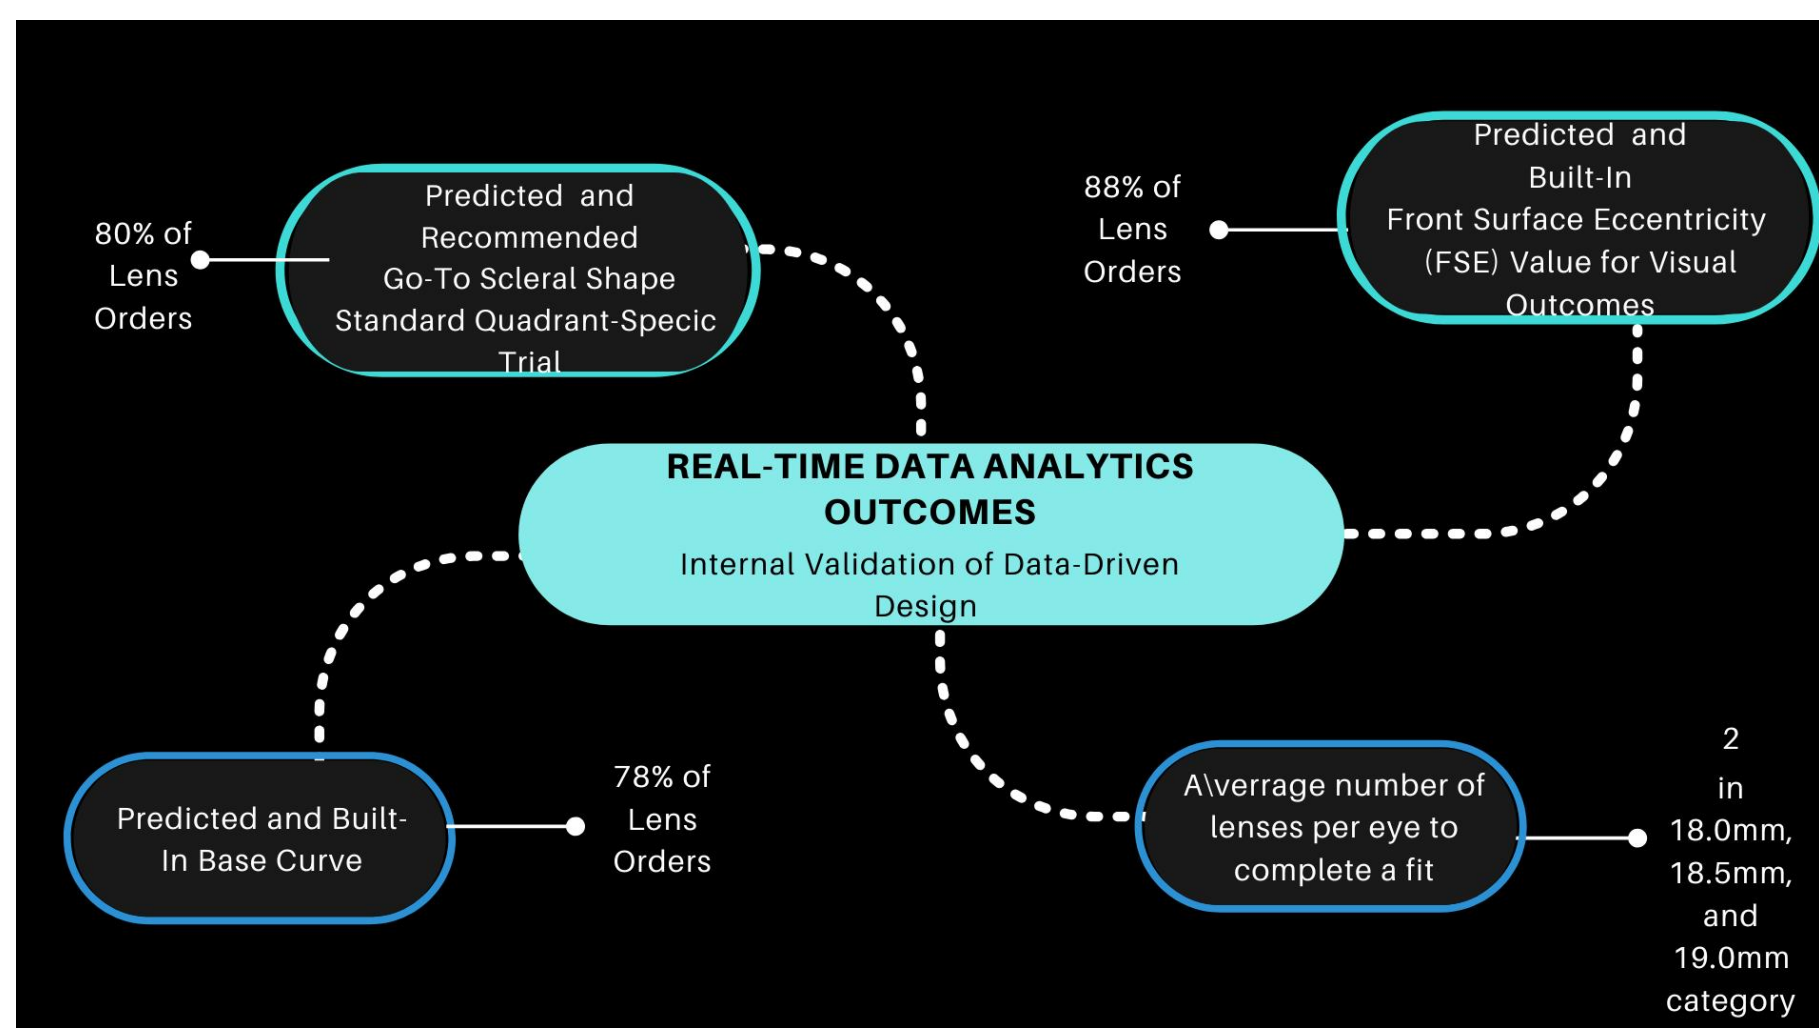 80% of
Lens
Orders
Predicted and
Recommended
Go-To Scleral Shape
Standard Quadrant-Specic
Trial
88% of
Lens
Orders
Predicted and
Built-In
Front Surface Eccentricity
(FSE) Value for Visual
Outcomes
REAL-TIME DATA ANALYTICS
OUTCOMES
Internal Validation of Data-Driven
Design
Predicted and Built-
In Base Curve
78% of
Lens
Orders
A\verrage number of
lenses per eye to
complete a fit
2
in
18.0mm,
18.5mm,
and
19.0mm
category